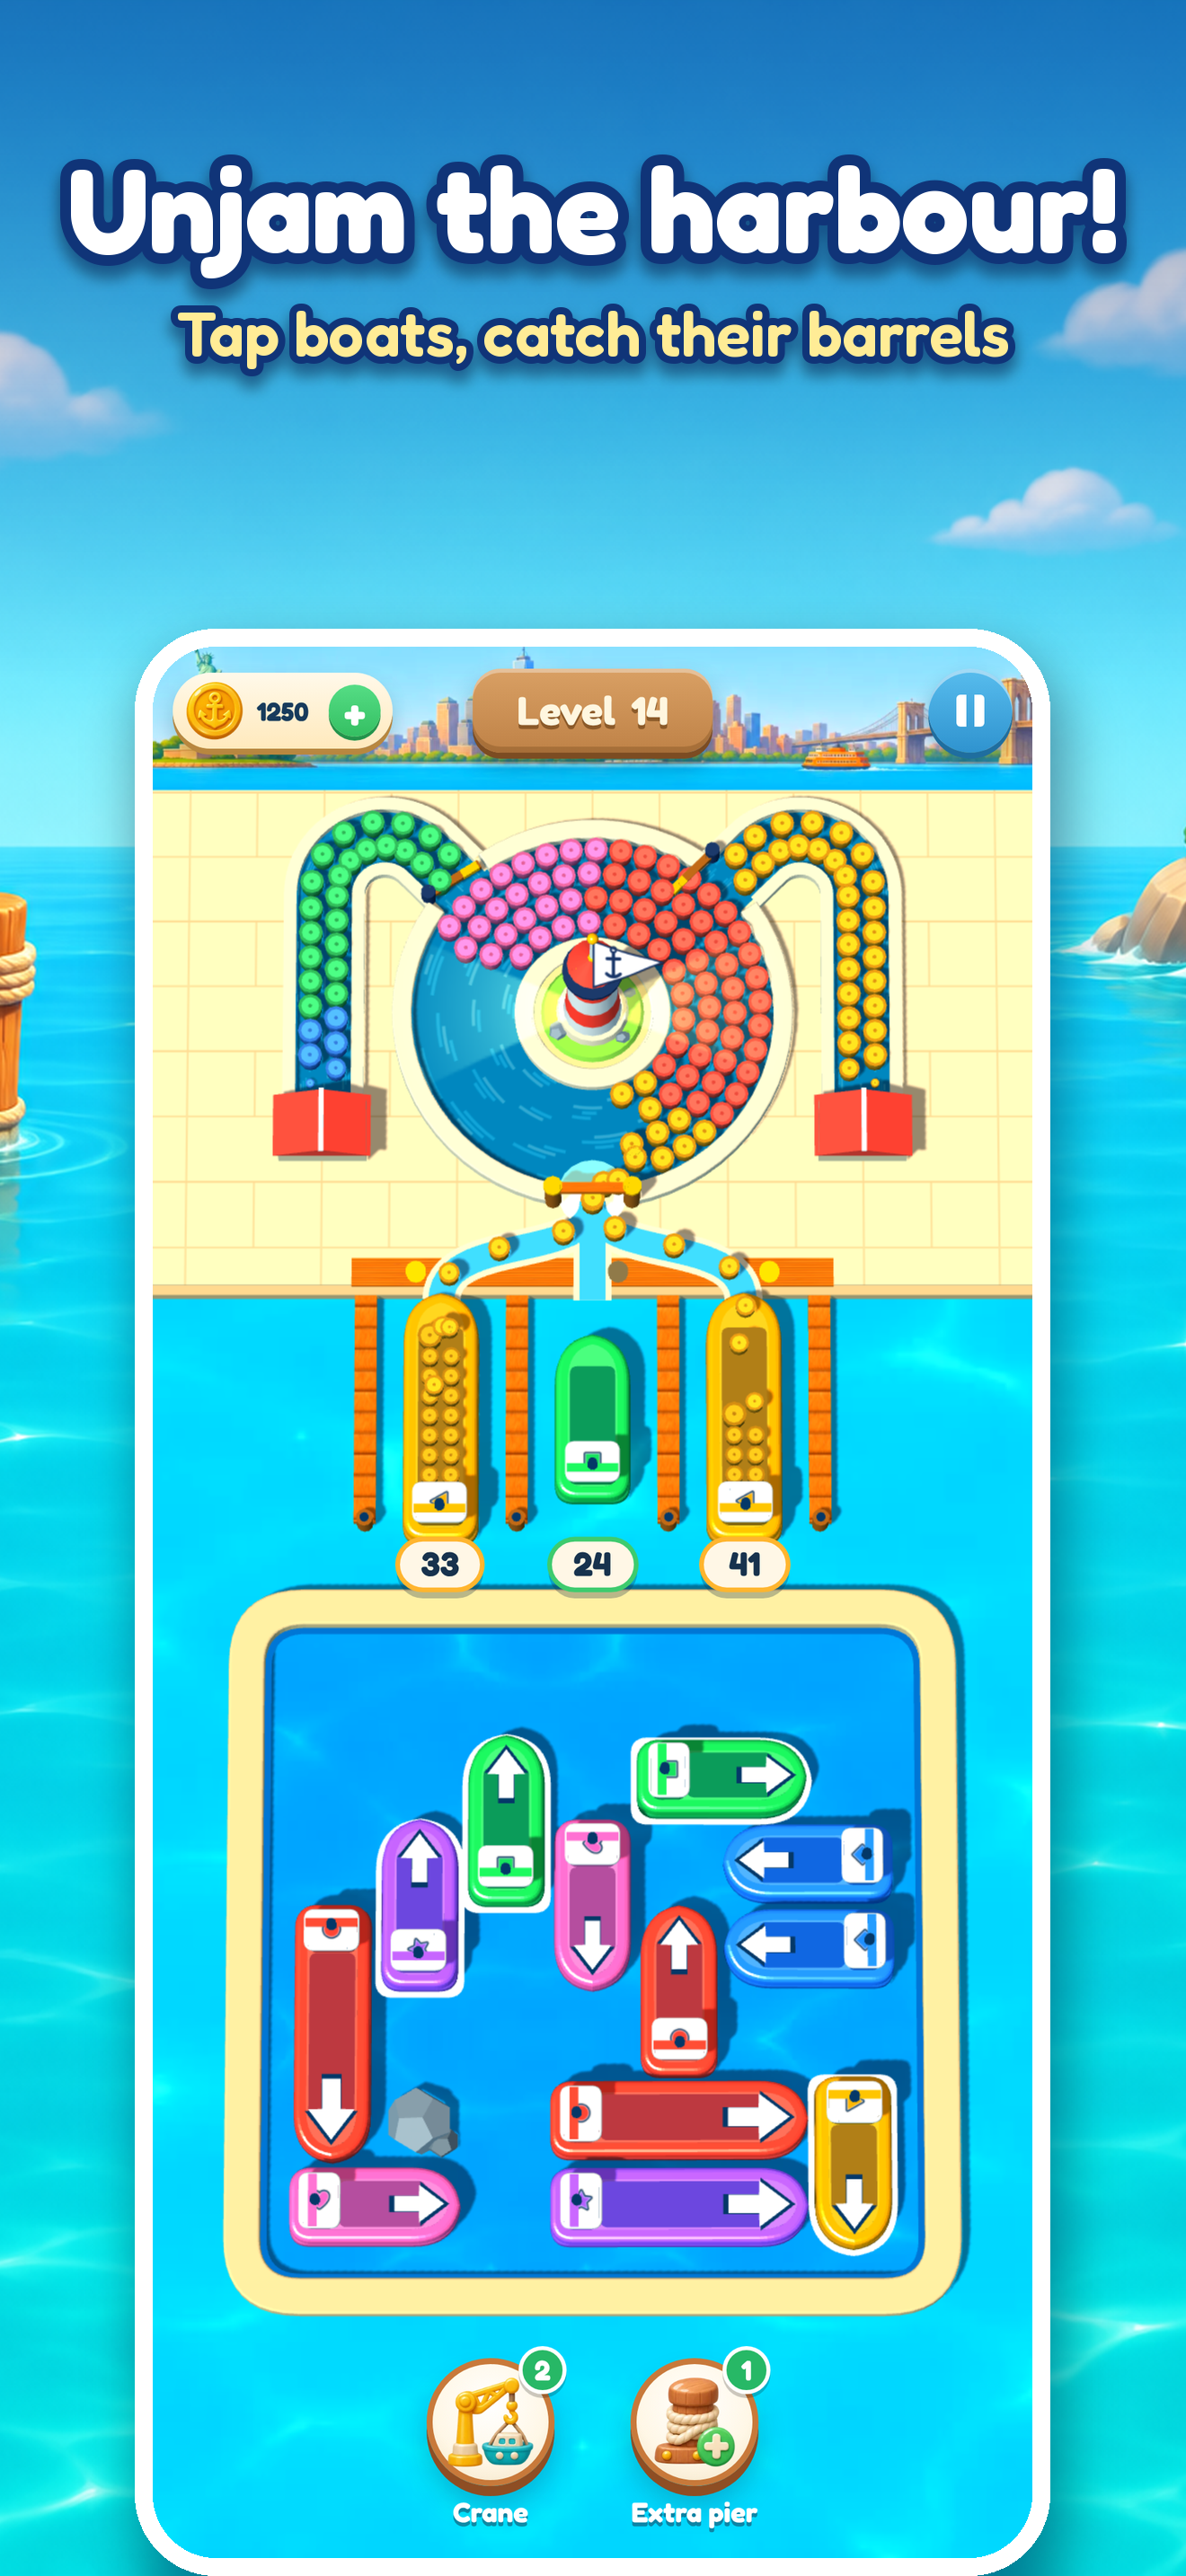 Unjam the harbour!
Tap boats, catch their barrels
1250
Level 14
33
24
41
2
1
Crane
Extra pier